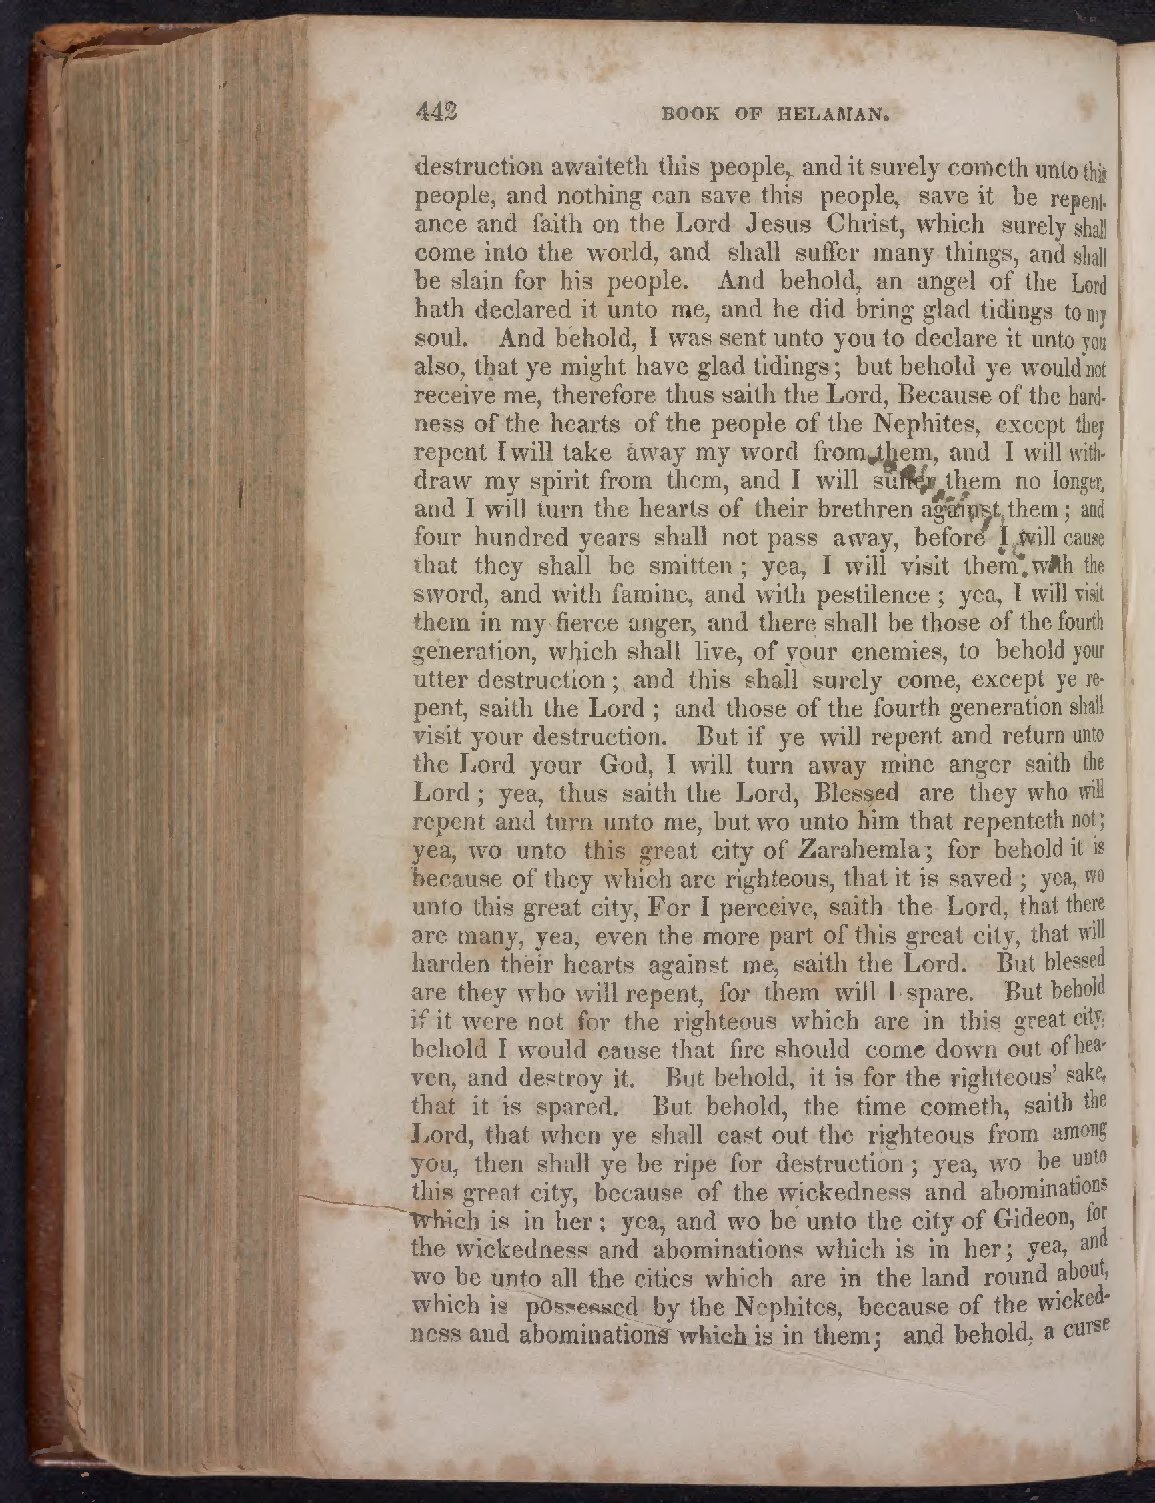 442 BOOK OF HELAMAN.
destruction awaiteth this people, and it surely cometh unto this
people, and nothing can save this people, save it be repent-
ance and faith on the Lord Jesus Christ, which surely shall
come into the world, and shall suffer many things, and shall
be slain for his people. And behold, an angel of the Lord
hath declared it unto me, and he did bring glad tidings to my
soul. And behold, I was sent unto you to declare it unto you
also, that ye might have glad tidings; but behold ye would not
receive me, therefore thus saith the Lord, Because of the hard-
ness of the hearts of the people of the Nephites, except they
repent I will take away my word from them, and I will with-
draw my spirit from them, and I will suffer them no longer,
and I will turn the hearts of their brethren against them; and
four hundred years shall not pass away, before I will cause
that they shall be smitten; yea, I will visit them with the
sword, and with famine, and with pestilence; yea, I will visit
them in my fierce anger, and there shall be those of the fourth
generation, which shall live, of your enemies, to behold your
utter destruction; and this shall surely come, except ye re-
pent, saith the Lord; and those of the fourth generation shall
visit your destruction. But if ye will repent and return unto
the Lord your God, I will turn away mine anger saith the
Lord; yea, thus saith the Lord, Blessed are they who will
repent and turn unto me, but wo unto him that repenteth not;
yea, wo unto this great city of Zarahemla; for behold it is
because of they which are righteous, that it is saved; yea, wo
unto this great city, For I perceive, saith the Lord, that there
are many, yea, even the more part of this great city, that will
harden their hearts against me, saith the Lord. But blessed
are they who will repent, for them will I spare. But behold
if it were not for the righteous which are in this great city,
behold I would cause that fire should come down out of hea-
ven, and destroy it. But behold, it is for the righteous' sake,
that it is spared. But behold, the time cometh, saith the
Lord, that when ye shall cast out the righteous from among
you, then shall ye be ripe for destruction; yea, wo be unto
this great city, because of the wickedness and abominations
which is in her; yea, and wo be unto the city of Gideon, for
the wickedness and abominations which is in her; yea, and
wo be unto all the cities which are in the land round about,
which is possessed by the Nephites, because of the wicked-
ness and abominations which is in them; and behold, a curse